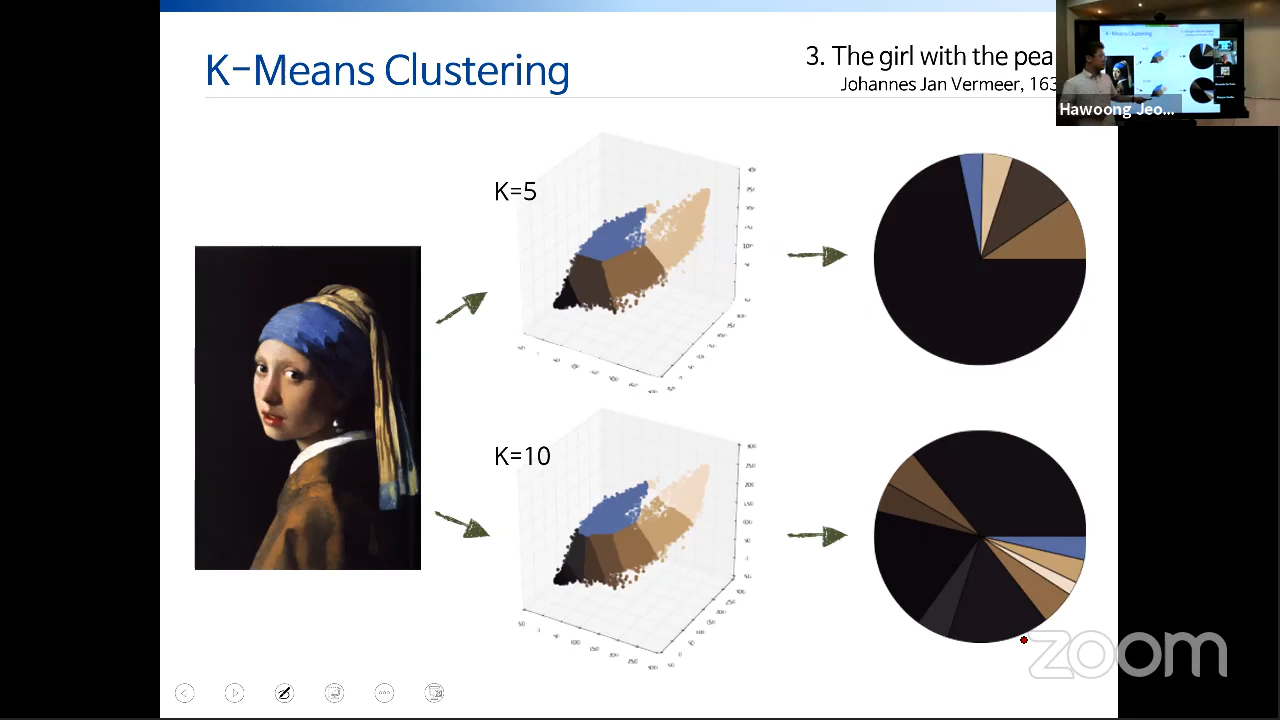 K-Means Clustering
3. The girl with the pea
Johannes Jan Vermeer, 163
Hawoong Jeo...
K=5
K=10
zoom